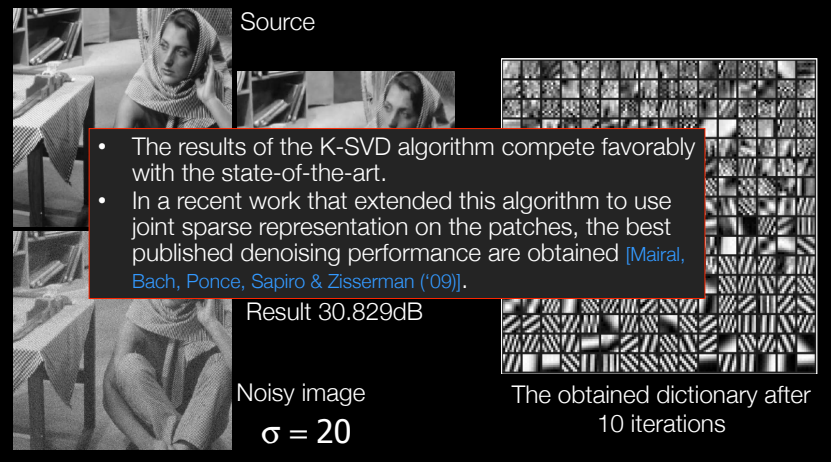 Source
• The results of the K-SVD algorithm compete favorably
with the state-of-the-art.
• In a recent work that extended this algorithm to use
joint sparse representation on the patches, the best
published denoising performance are obtained [Mairal,
Bach, Ponce, Sapiro & Zisserman (‘09)].
Result 30.829dB
Noisy image
σ = 20
The obtained dictionary after
10 iterations